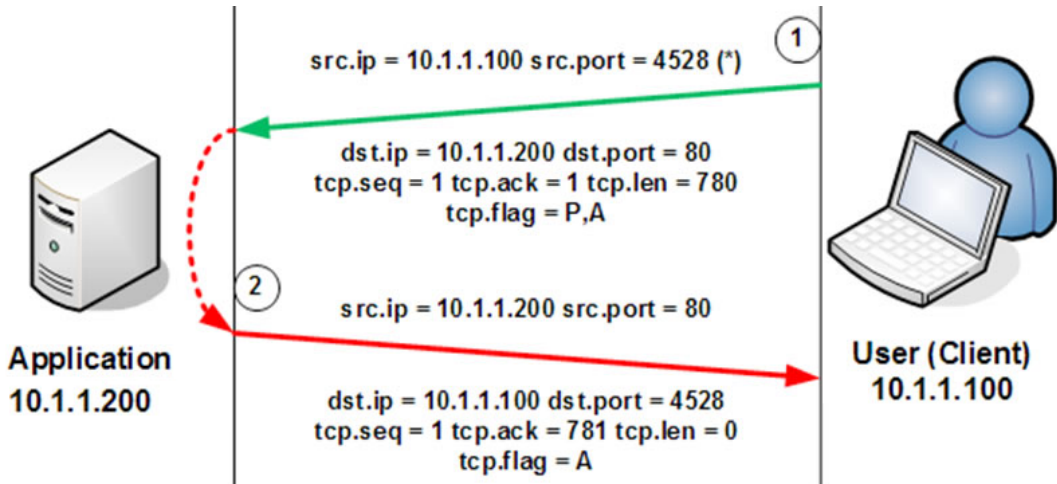 1
src.ip = 10.1.1.100 src.port = 4528 (*)
dst.ip = 10.1.1.200 dst.port = 80
tcp.seq = 1 tcp.ack = 1 tcp.len = 780
tcp.flag = P,A
2
src.ip = 10.1.1.200 src.port = 80
Application
10.1.1.200
User (Client)
10.1.1.100
dst.ip = 10.1.1.100 dst.port = 4528
tcp.seq = 1 tcp.ack = 781 tcp.len = 0
tcp.flag = A